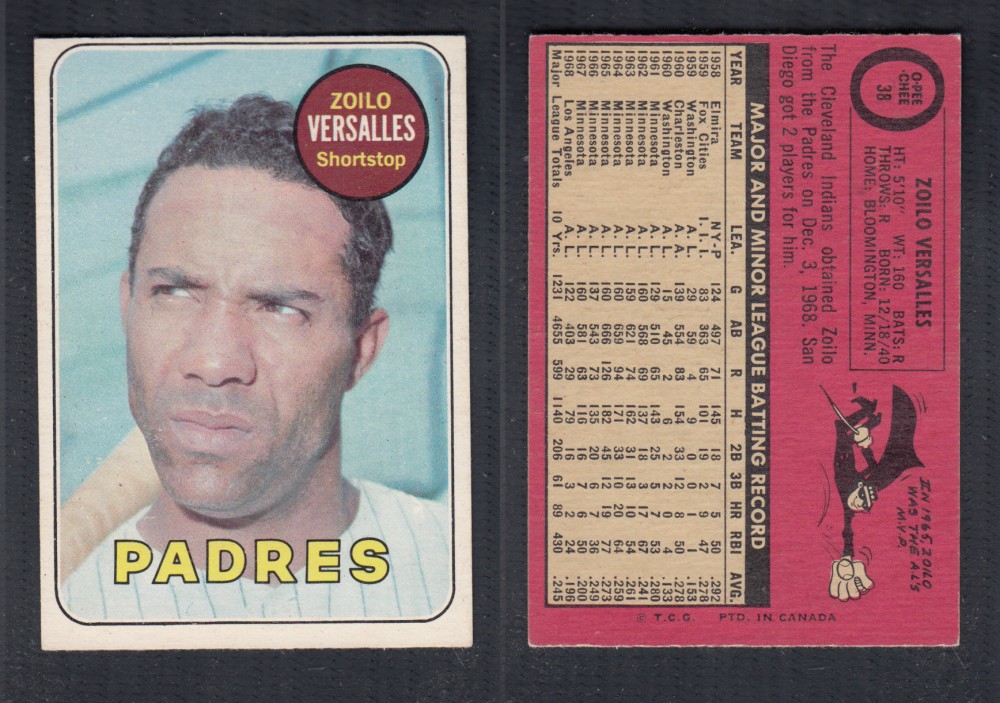 ZOILO
VERSALLES
Shortstop
PADRES
O-PEE
-CHEE
38
ZOILO VERSALLES
HT: 5'10" WT: 160 BATS: R
THROWS: R BORN: 12/18/40
HOME: BLOOMINGTON, MINN.
The Cleveland Indians obtained Zoilo
from the Padres on Dec. 3, 1968. San
Diego got 2 players for him.
IN 1965, ZOILO
WAS THE A.L'S
M.V.P.
MAJOR AND MINOR LEAGUE BATTING RECORD
YEAR TEAM LEA. G AB R H 2B 3B HR RBI AVG.
1958 Elmira NY-P 124 497 71 145 18 7 5 50 .292
1959 Fox Cities I. I. I. 83 363 65 101 19 2 9 47 .278
1959 Washington A. L. 29 59 4 9 0 0 1 1 .153
1960 Charleston A. A. 139 554 83 154 33 12 8 50 .278
1960 Washington A. L. 15 45 2 6 2 2 0 4 .133
1961 Minnesota A. L. 129 510 65 143 25 5 7 53 .280
1962 Minnesota A. L. 160 568 69 137 18 3 17 67 .241
1963 Minnesota A. L. 159 621 74 162 31 13 10 54 .261
1964 Minnesota A. L. 160 659 94 171 33 10 20 64 .259
1965 Minnesota A. L. 160 666 126 182 45 12 19 77 .273
1966 Minnesota A. L. 137 543 73 135 20 6 7 36 .249
1967 Minnesota A. L. 160 581 63 116 16 7 6 50 .200
1968 Los Angeles 122 403 29 79 16 3 2 24 .196
Major League Totals 10 Yrs. 1231 4655 599 1140 206 61 89 430 .245
© T.C.G. PTD. IN CANADA